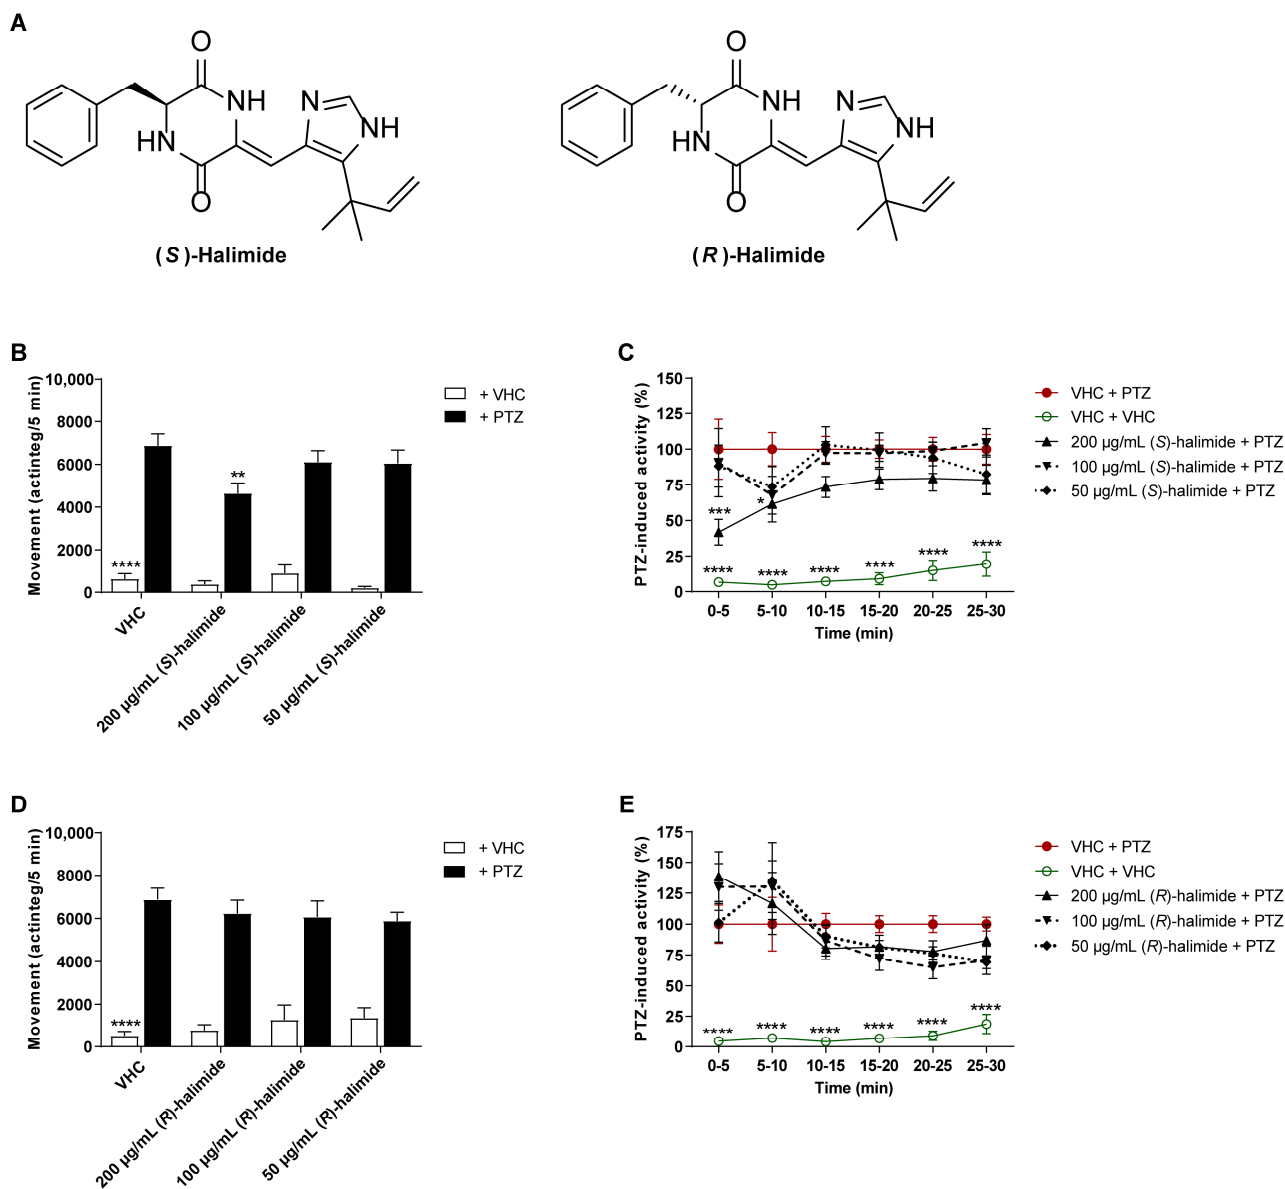 A
O
NH
HN
O
N
NH
(S)-Halimide
O
NH
HN
O
N
NH
(R)-Halimide
B
Movement (actinteg/5 min)
10,000
8000
6000
4000
2000
0
****
**
+ VHC
+ PTZ
VHC
200 µg/mL (S)-halimide
100 µg/mL (S)-halimide
50 µg/mL (S)-halimide
C
PTZ-induced activity (%)
150
125
100
75
50
25
0
***
*
**** **** **** **** **** ****
0-5 5-10 10-15 15-20 20-25 25-30
Time (min)
VHC + PTZ
VHC + VHC
200 µg/mL (S)-halimide + PTZ
100 µg/mL (S)-halimide + PTZ
50 µg/mL (S)-halimide + PTZ
D
Movement (actinteg/5 min)
10,000
8000
6000
4000
2000
0
****
+ VHC
+ PTZ
VHC
200 µg/mL (R)-halimide
100 µg/mL (R)-halimide
50 µg/mL (R)-halimide
E
PTZ-induced activity (%)
175
150
125
100
75
50
25
0
**** **** **** **** **** ****
0-5 5-10 10-15 15-20 20-25 25-30
Time (min)
VHC + PTZ
VHC + VHC
200 µg/mL (R)-halimide + PTZ
100 µg/mL (R)-halimide + PTZ
50 µg/mL (R)-halimide + PTZ